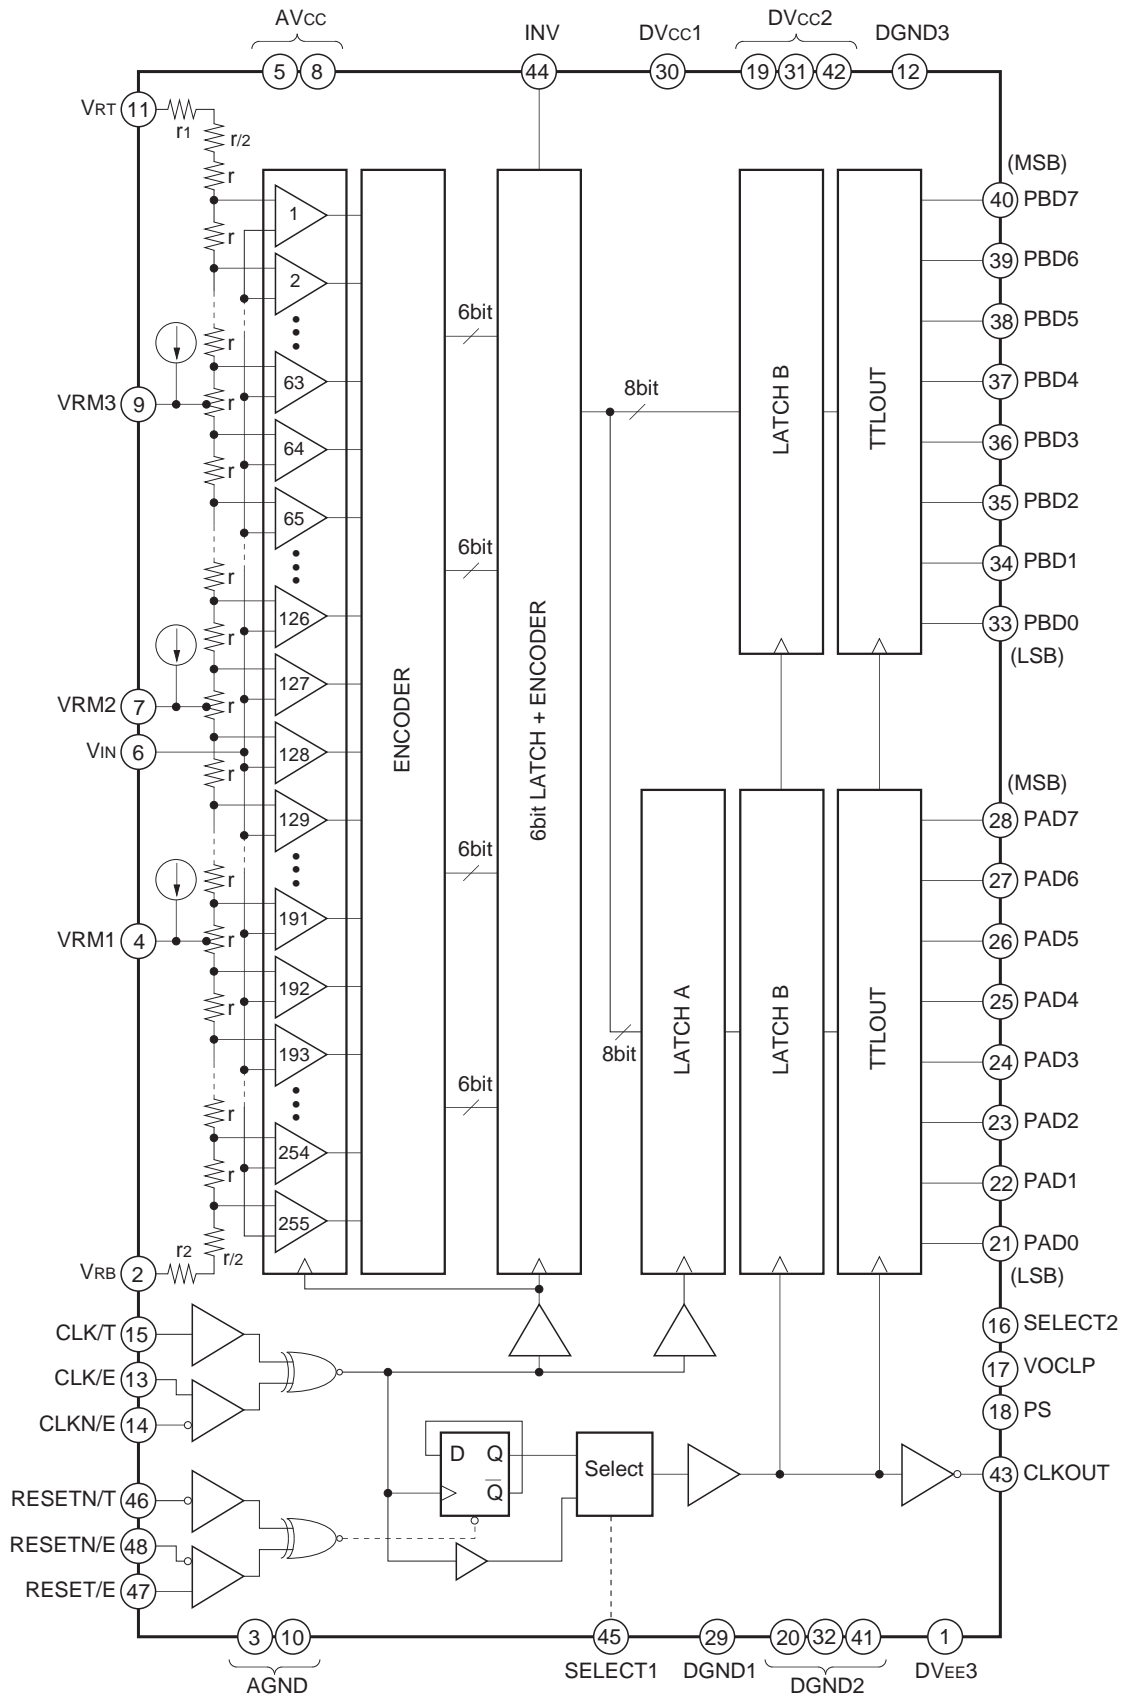 AVCC INV DVCC1 DVCC2 DGND3
5 8 44 30 19 31 42 12
VRT 11 r1 r/2
r
(MSB)
1 40 PBD7
r
2 39 PBD6
6bit
38 PBD5
r
63 37 PBD4
VRM3 9 r 8bit LATCH B TTLOUT
64 36 PBD3
r
65 35 PBD2
6bit
r 34 PBD1
126 33 PBD0
r (LSB)
127
VRM2 7 r
VIN 6 128
ENCODER 6bit LATCH + ENCODER
r (MSB)
129 28 PAD7
6bit
r 27 PAD6
191
VRM1 4 r 26 PAD5
192 25 PAD4
r
LATCH A LATCH B TTLOUT
8bit
193 24 PAD3
6bit
r 23 PAD2
254
r 22 PAD1
255
r/2 21 PAD0
r2
VRB 2 (LSB)
CLK/T 15 16 SELECT2
CLK/E 13 17 VOCLP
CLKN/E 14 18 PS
D Q
Select
Q 43 CLKOUT
RESETN/T 46
RESETN/E 48
RESET/E 47
3 10 45 29 20 32 41 1
AGND SELECT1 DGND1 DGND2 DVEE3